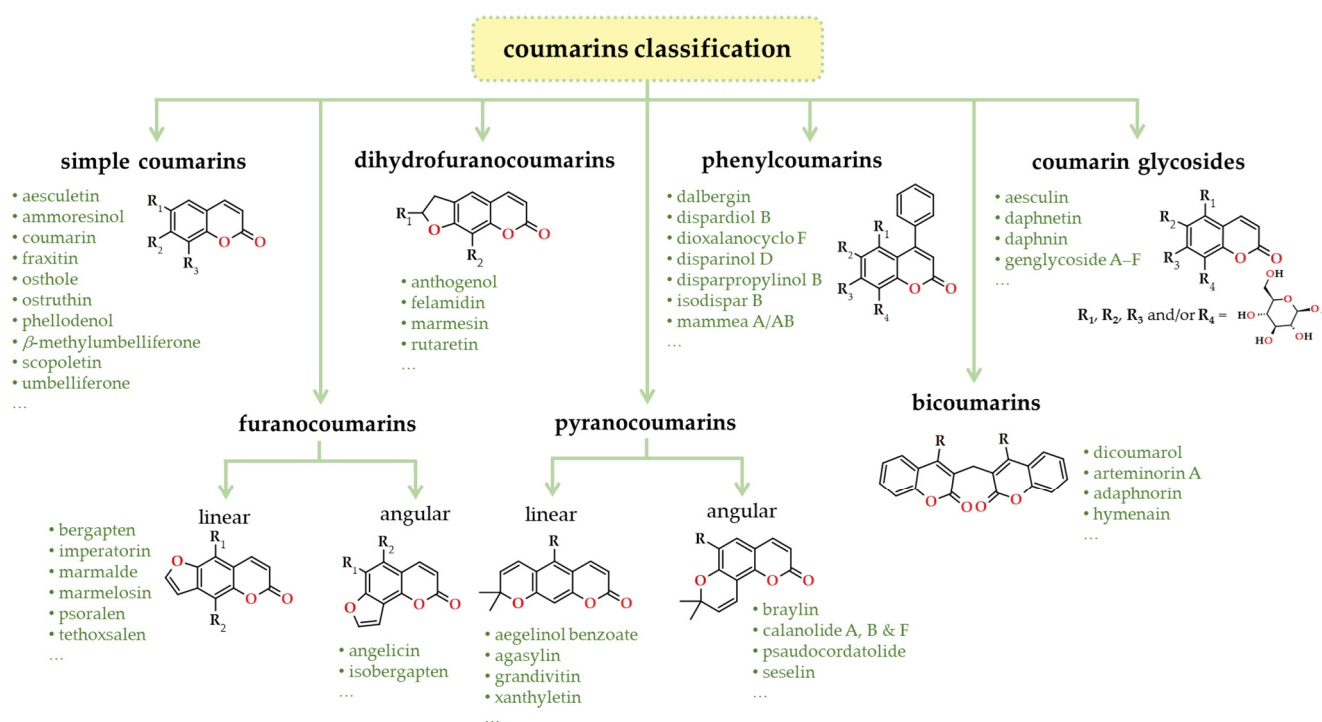 coumarins classification
simple coumarins
• aesculetin
• ammoresinol
• coumarin
• fraxitin
• osthole
• ostruthin
• phellodenol
• β-methylumbelliferone
• scopoletin
• umbelliferone
…
R1
R2
R3
O
O
dihydrofuranocoumarins
R1
O
R2
O
O
• anthogenol
• felamidin
• marmesin
• rutaretin
…
phenylcoumarins
• dalbergin
• dispardiol B
• dioxalanocyclo F
• disparinol D
• disparpropylinol B
• isodispar B
• mammea A/AB
…
R1
R2
R3
R4
O
O
coumarin glycosides
• aesculin
• daphnetin
• daphnin
• genglycoside A–F
…
R1
R2
R3
R4
O
O
R1, R2, R3 and/or R4 =
OH
HO
O
O
HO
OH
OH
furanocoumarins
linear
• bergapten
• imperatorin
• marmalde
• marmelosin
• psoralen
• tethoxsalen
…
R1
O
O
O
R2
angular
R2
R1
O
O
O
• angelicin
• isobergapten
…
pyranocoumarins
linear
R
O
O
O
• aegelinol benzoate
• agasylin
• grandivitin
• xanthyletin
…
angular
R
O
O
O
• braylin
• calanolide A, B & F
• psaudocordatolide
• seselin
…
bicoumarins
R
R
O
O
O
O
• dicoumarol
• arteminorin A
• adaphnorin
• hymenain
…